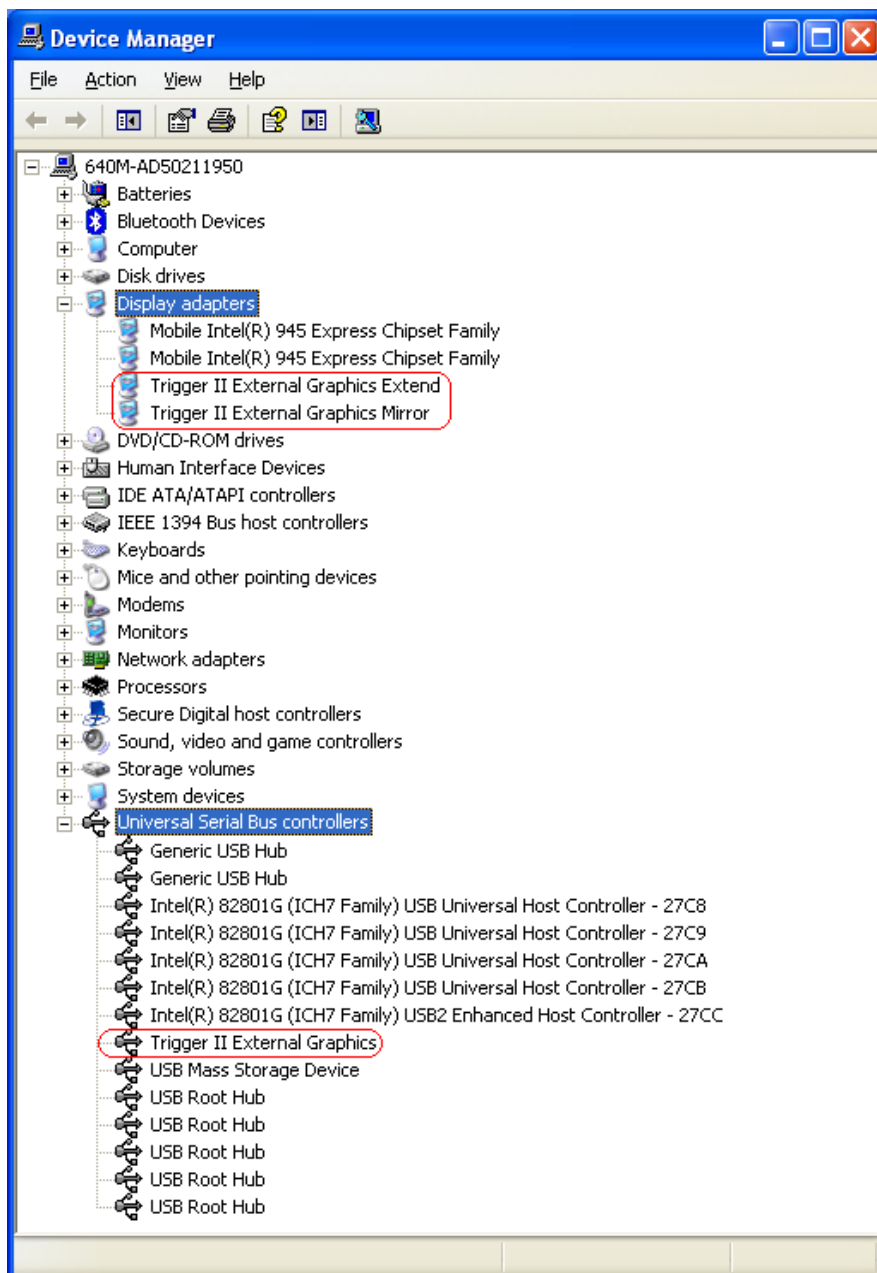 Device Manager
File Action View Help
640M-AD50211950
Batteries
Bluetooth Devices
Computer
Disk drives
Display adapters
Mobile Intel(R) 945 Express Chipset Family
Mobile Intel(R) 945 Express Chipset Family
Trigger II External Graphics Extend
Trigger II External Graphics Mirror
DVD/CD-ROM drives
Human Interface Devices
IDE ATA/ATAPI controllers
IEEE 1394 Bus host controllers
Keyboards
Mice and other pointing devices
Modems
Monitors
Network adapters
Processors
Secure Digital host controllers
Sound, video and game controllers
Storage volumes
System devices
Universal Serial Bus controllers
Generic USB Hub
Generic USB Hub
Intel(R) 82801G (ICH7 Family) USB Universal Host Controller - 27C8
Intel(R) 82801G (ICH7 Family) USB Universal Host Controller - 27C9
Intel(R) 82801G (ICH7 Family) USB Universal Host Controller - 27CA
Intel(R) 82801G (ICH7 Family) USB Universal Host Controller - 27CB
Intel(R) 82801G (ICH7 Family) USB2 Enhanced Host Controller - 27CC
Trigger II External Graphics
USB Mass Storage Device
USB Root Hub
USB Root Hub
USB Root Hub
USB Root Hub
USB Root Hub